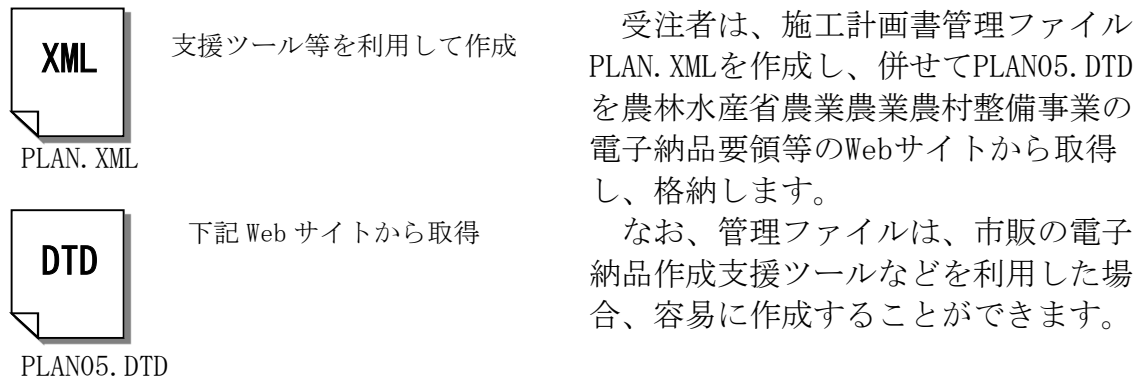 XML
支援ツール等を利用して作成
PLAN.XML
DTD
下記 Web サイトから取得
PLAN05.DTD
　受注者は、施工計画書管理ファイル
PLAN.XMLを作成し、併せてPLAN05.DTD
を農林水産省農業農業農村整備事業の
電子納品要領等のWebサイトから取得
し、格納します。
　なお、管理ファイルは、市販の電子
納品作成支援ツールなどを利用した場
合、容易に作成することができます。